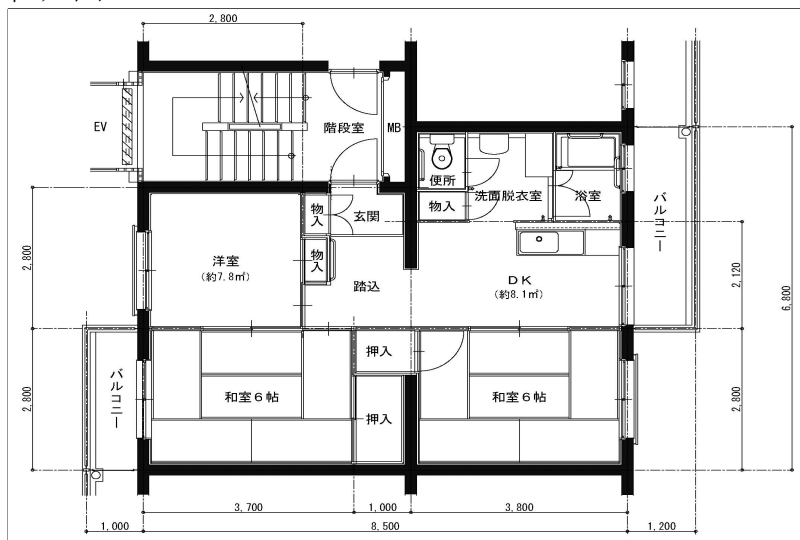 2,800
EV
階段室
MB
便所
洗面脱衣室
浴室
バルコニー
物入
玄関
物入
洋室
(約7.8㎡)
物入
踏込
DK
(約8.1㎡)
2,800
2,120
6,800
バルコニー
和室6帖
押入
押入
和室6帖
2,800
2,800
3,700
1,000
3,800
1,000
8,500
1,200